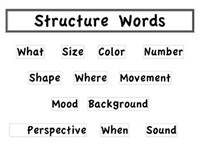 Structure Words
What Size Color Number
Shape Where Movement
Mood Background
Perspective When Sound